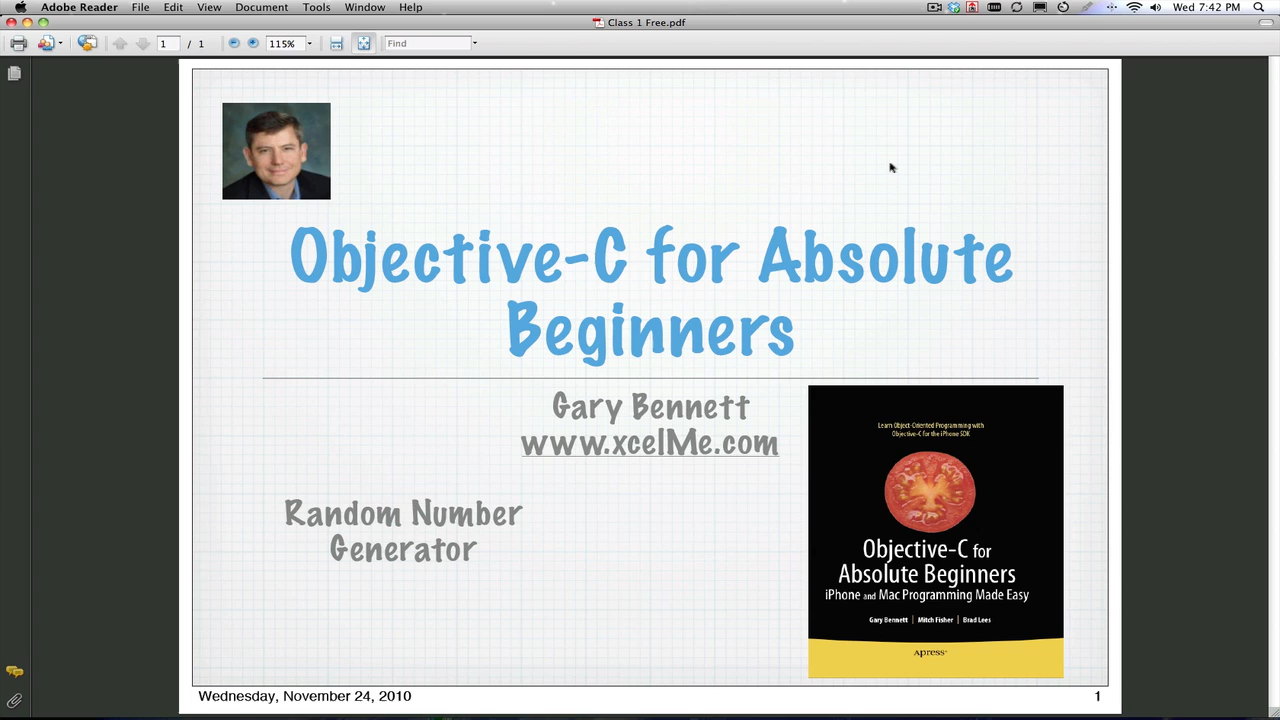 Adobe Reader File Edit View Document Tools Window Help Wed 7:42 PM
Class 1 Free.pdf
1 / 1 115% Find
Objective-C for Absolute
Beginners
Gary Bennett
www.xcelMe.com
Random Number
Generator
Learn Object-Oriented Programming with
Objective-C for the iPhone SDK
Objective-C for
Absolute Beginners
iPhone and Mac Programming Made Easy
Gary Bennett | Mitch Fisher | Brad Lees
Apress®
Wednesday, November 24, 2010 1